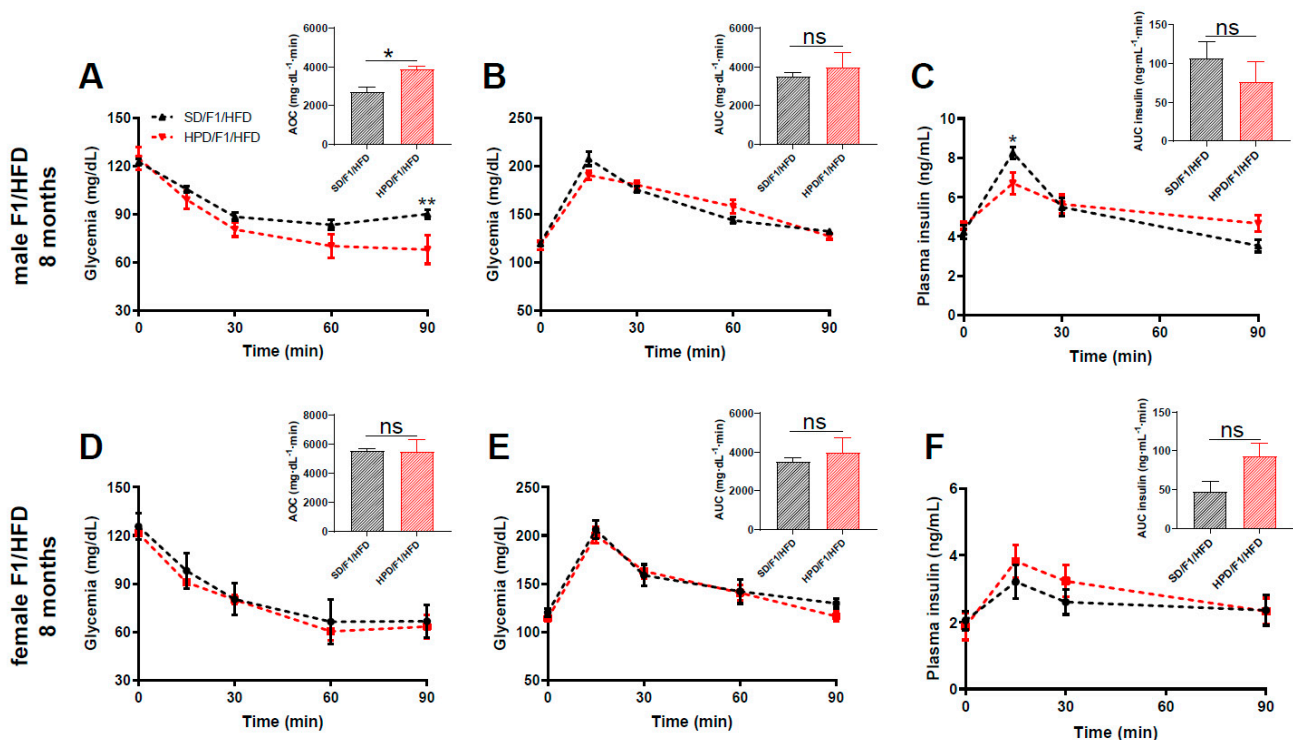 male F1/HFD
8 months
A
SD/F1/HFD
HPD/F1/HFD
AOC (mg·dL⁻¹·min)
6000
4000
2000
0
*
SD/F1/HFD
HPD/F1/HFD
Glycemia (mg/dL)
150
120
90
60
30
**
0
30
60
90
Time (min)
B
AUC (mg·dL⁻¹·min)
6000
4000
2000
0
ns
SD/F1/HFD
HPD/F1/HFD
Glycemia (mg/dL)
250
200
150
100
50
0
30
60
90
Time (min)
C
AUC insulin (ng·mL⁻¹·min)
150
100
50
0
ns
SD/F1/HFD
HPD/F1/HFD
Plasma insulin (ng/mL)
10
8
6
4
2
0
*
0
30
60
90
Time (min)
female F1/HFD
8 months
D
AOC (mg·dL⁻¹·min)
8000
6000
4000
2000
0
ns
SD/F1/HFD
HPD/F1/HFD
Glycemia (mg/dL)
150
120
90
60
30
0
30
60
90
Time (min)
E
AUC (mg·dL⁻¹·min)
6000
4000
2000
0
ns
SD/F1/HFD
HPD/F1/HFD
Glycemia (mg/dL)
250
200
150
100
50
0
30
60
90
Time (min)
F
AUC insulin (ng·mL⁻¹·min)
150
100
50
0
ns
SD/F1/HFD
HPD/F1/HFD
Plasma insulin (ng/mL)
6
4
2
0
0
30
60
90
Time (min)